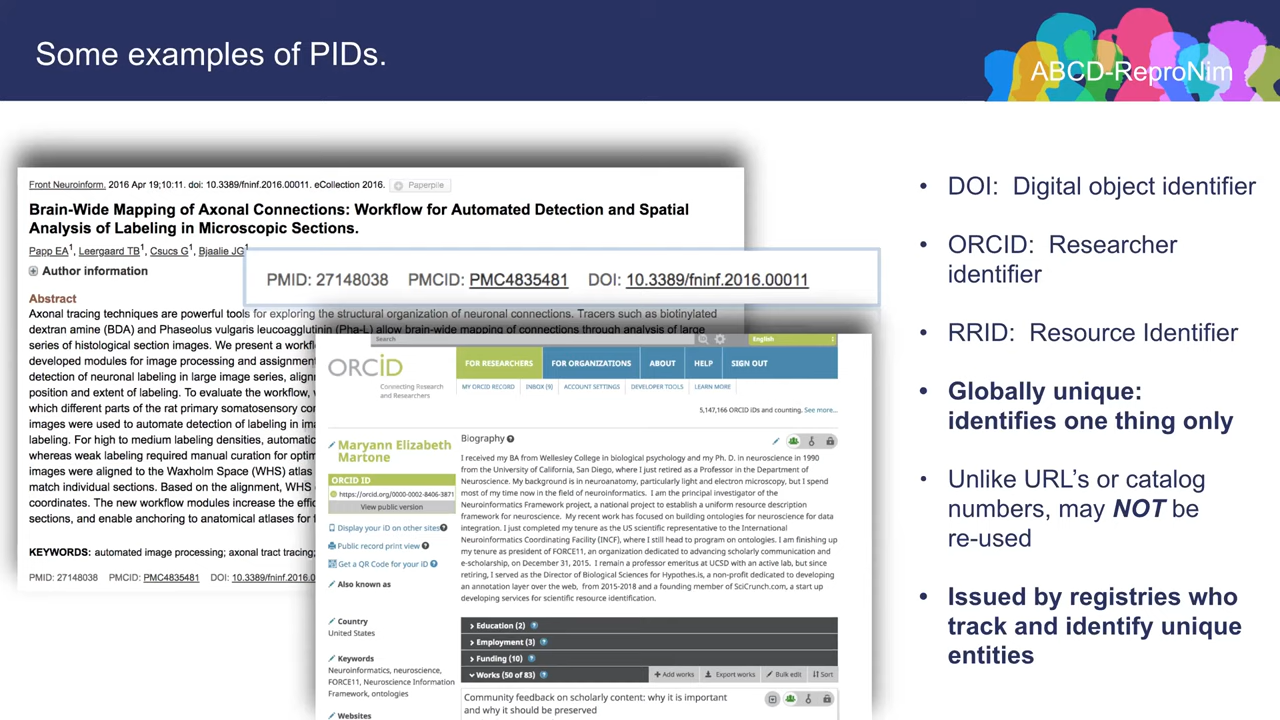 Some examples of PIDs.
ABCD-ReproNim
Front Neuroinform. 2016 Apr 19;10:11. doi: 10.3389/fninf.2016.00011. eCollection 2016.
Paperpile
Brain-Wide Mapping of Axonal Connections: Workflow for Automated Detection and Spatial
Analysis of Labeling in Microscopic Sections.
Papp EA1, Leergaard TB1, Csucs G1, Bjaalie JG1
Author information
PMID: 27148038 PMCID: PMC4835481 DOI: 10.3389/fninf.2016.00011
Abstract
Axonal tracing techniques are powerful tools for exploring the structural organization of neuronal connections. Tracers such as biotinylated
dextran amine (BDA) and Phaseolus vulgaris leucoagglutinin (Pha-L) allow brain-wide mapping of connections through analysis of large
series of histological section images. We present a workfl
developed modules for image processing and assignment
detection of neuronal labeling in large image series, align
position and extent of labeling. To evaluate the workflow,
which different parts of the rat primary somatosensory co
images were used to automate detection of labeling in im
labeling. For high to medium labeling densities, automatic
whereas weak labeling required manual curation for optim
images were aligned to the Waxholm Space (WHS) atlas
match individual sections. Based on the alignment, WHS
coordinates. The new workflow modules increase the effic
sections, and enable anchoring to anatomical atlases for f
KEYWORDS: automated image processing; axonal tract tracing;
PMID: 27148038 PMCID: PMC4835481 DOI: 10.3389/fninf.2016.0
Search
English
ORCID
Connecting Research
and Researchers
FOR RESEARCHERS FOR ORGANIZATIONS ABOUT HELP SIGN OUT
MY ORCID RECORD INBOX (9) ACCOUNT SETTINGS DEVELOPER TOOLS LEARN MORE
5,147,166 ORCID iDs and counting. See more...
Maryann Elizabeth
Martone
ORCID ID
https://orcid.org/0000-0002-8406-3871
View public version
Display your iD on other sites
Public record print view
Get a QR Code for your iD
Also known as
Country
United States
Keywords
Neuroinformatics, neuroscience,
FORCE11, Neuroscience Information
Framework, ontologies
Websites
Biography
I received my BA from Wellesley College in biological psychology and my Ph. D. in neuroscience in 1990
from the University of California, San Diego, where I just retired as a Professor in the Department of
Neuroscience. My background is in neuroanatomy, particularly light and electron microscopy, but I spend
most of my time now in the field of neuroinformatics. I am the principal investigator of the
Neuroinformatics Framework project, a national project to establish a uniform resource description
framework for neuroscience. My recent work has focused on building ontologies for neuroscience for data
integration. I just completed my tenure as the US scientific representative to the International
Neuroinformatics Coordinating Facility (INCF), where I still head to program on ontologies. I am finishing up
my tenure as president of FORCE11, an organization dedicated to advancing scholarly communication and
e-scholarship, on December 31, 2015. I remain a professor emeritus at UCSD with an active lab, but since
retiring, I served as the Director of Biological Sciences for Hypothes.is, a non-profit dedicated to developing
an annotation layer over the web, from 2015-2018 and a founding member of SciCrunch.com, a start up
developing services for scientific resource identification.
Education (2)
Employment (3)
Funding (10)
Works (50 of 83)
Add works Export works Bulk edit Sort
Community feedback on scholarly content: why it is important
and why it should be preserved
• DOI: Digital object identifier
• ORCID: Researcher
identifier
• RRID: Resource Identifier
• Globally unique:
identifies one thing only
• Unlike URL's or catalog
numbers, may NOT be
re-used
• Issued by registries who
track and identify unique
entities